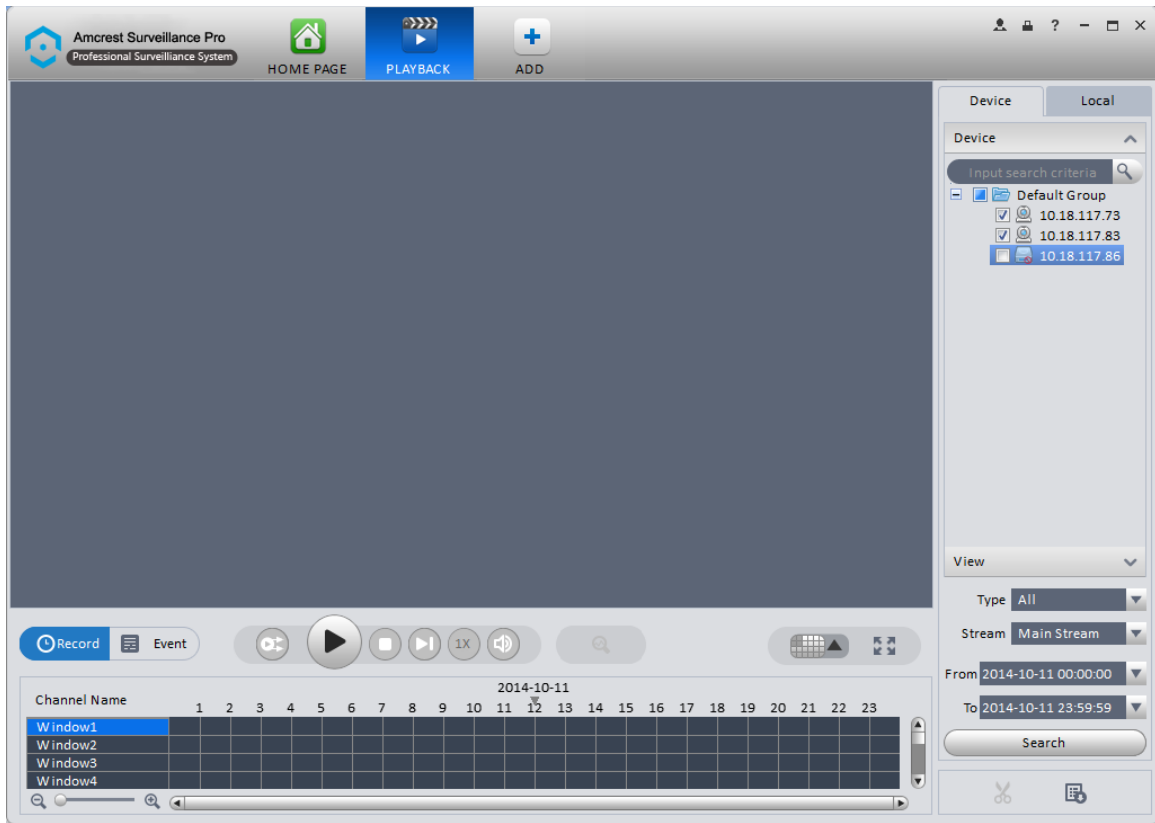 Amcrest Surveillance Pro
Professional Surveillance System
HOME PAGE
PLAYBACK
ADD
?
Device
Local
Device
Input search criteria
Default Group
10.18.117.73
10.18.117.83
10.18.117.86
View
Type All
Stream Main Stream
From 2014-10-11 00:00:00
To 2014-10-11 23:59:59
Search
Record
Event
1X
2014-10-11
Channel Name
1 2 3 4 5 6 7 8 9 10 11 12 13 14 15 16 17 18 19 20 21 22 23
Window1
Window2
Window3
Window4